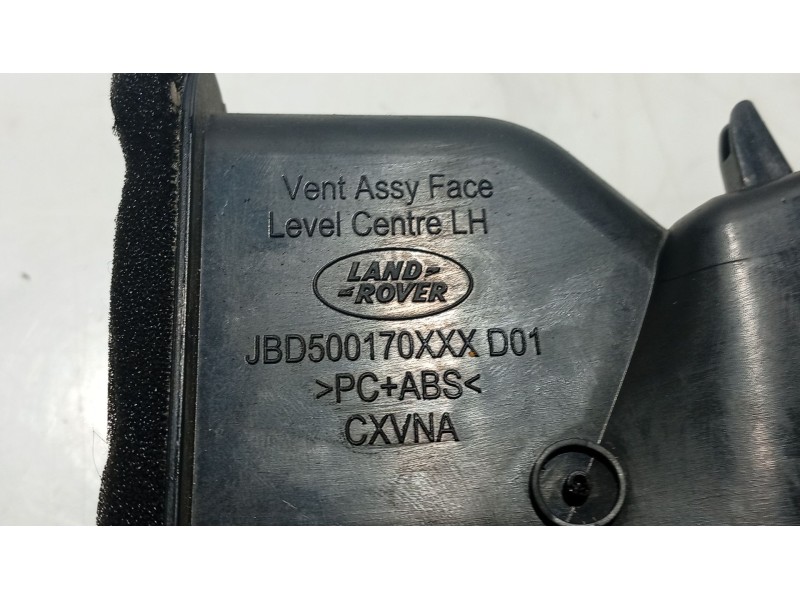 Vent Assy Face
Level Centre LH
LAND-
-ROVER
JBD500170XXX D01
>PC+ABS<
CXVNA